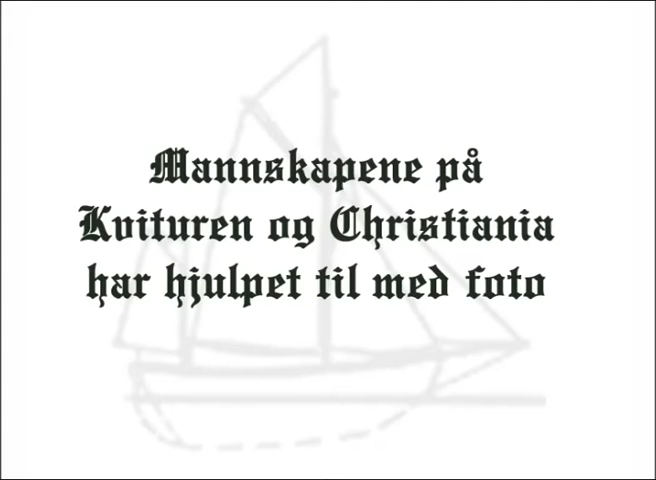 Mannskapene på
Kvituren og Christiania
har hjulpet til med foto